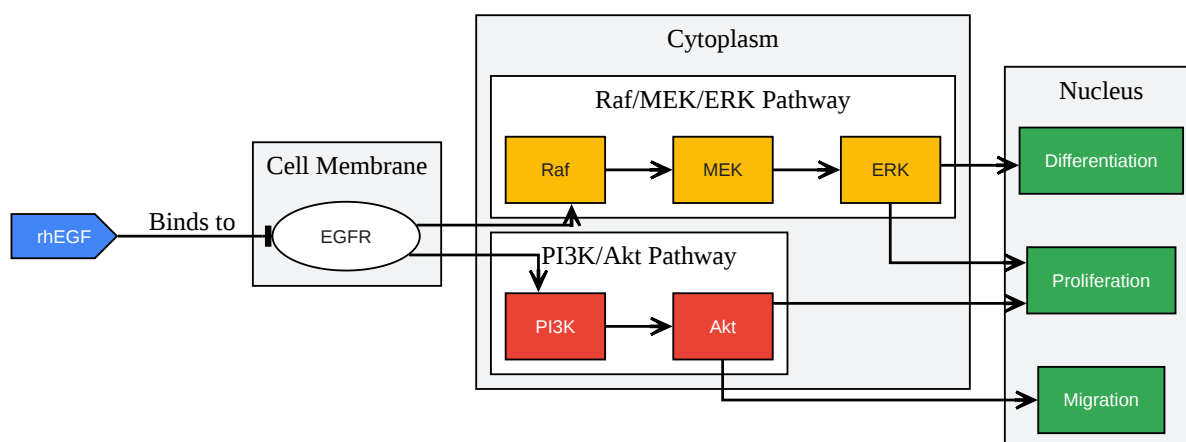 Cytoplasm
Raf/MEK/ERK Pathway
Nucleus
Cell Membrane
Raf
MEK
ERK
Differentiation
Binds to
rhEGF
EGFR
PI3K/Akt Pathway
Proliferation
PI3K
Akt
Migration